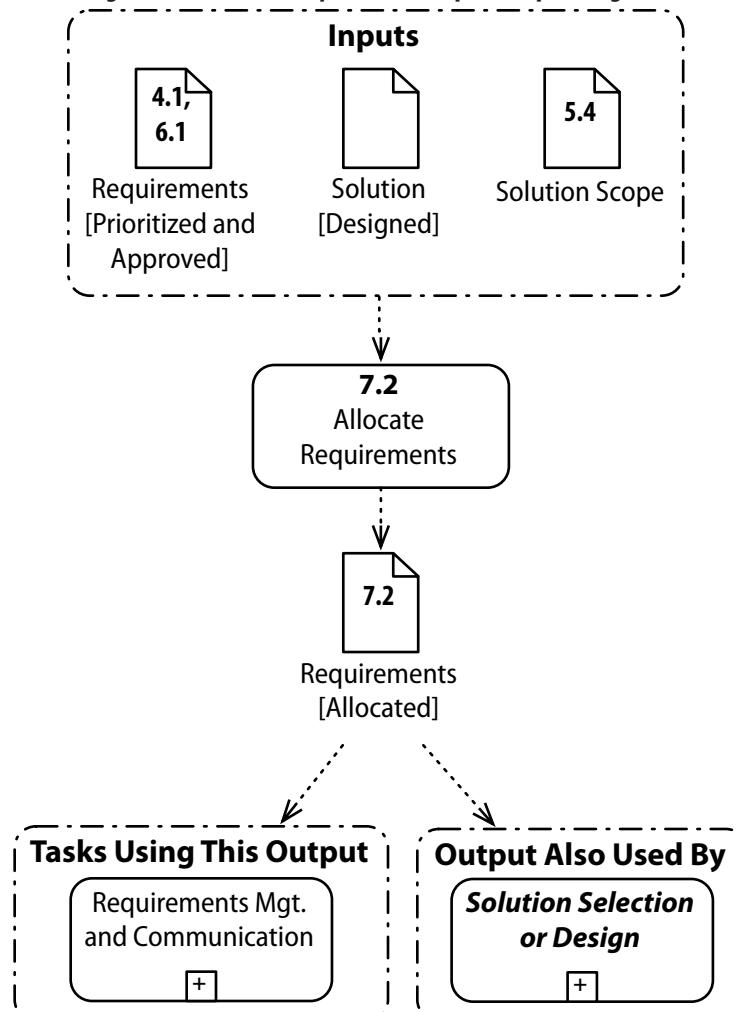 Inputs
4.1,
6.1
Requirements
[Prioritized and
Approved]
Solution
[Designed]
5.4
Solution Scope
7.2
Allocate
Requirements
7.2
Requirements
[Allocated]
Tasks Using This Output
Requirements Mgt.
and Communication
+
Output Also Used By
Solution Selection
or Design
+